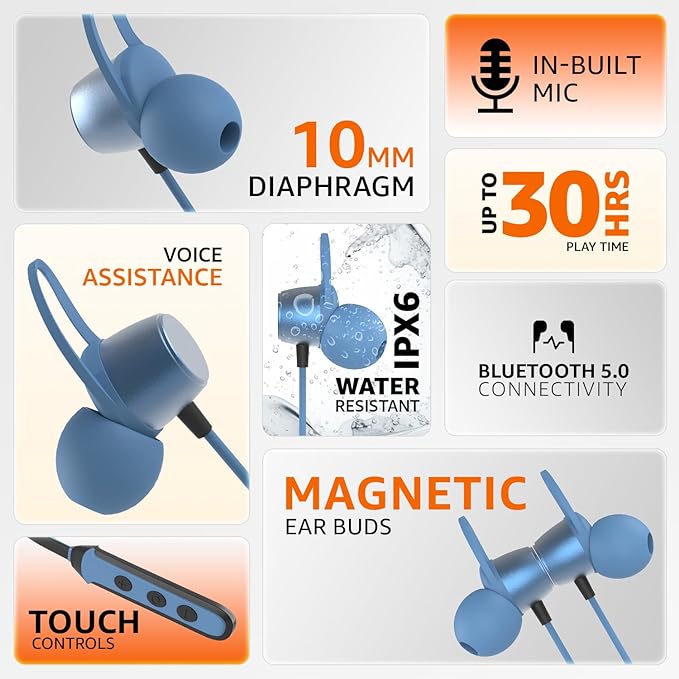 10MM
DIAPHRAGM
IN-BUILT
MIC
UP TO
30
HRS
PLAY TIME
VOICE
ASSISTANCE
IPX6
WATER
RESISTANT
BLUETOOTH 5.0
CONNECTIVITY
MAGNETIC
EAR BUDS
TOUCH
CONTROLS